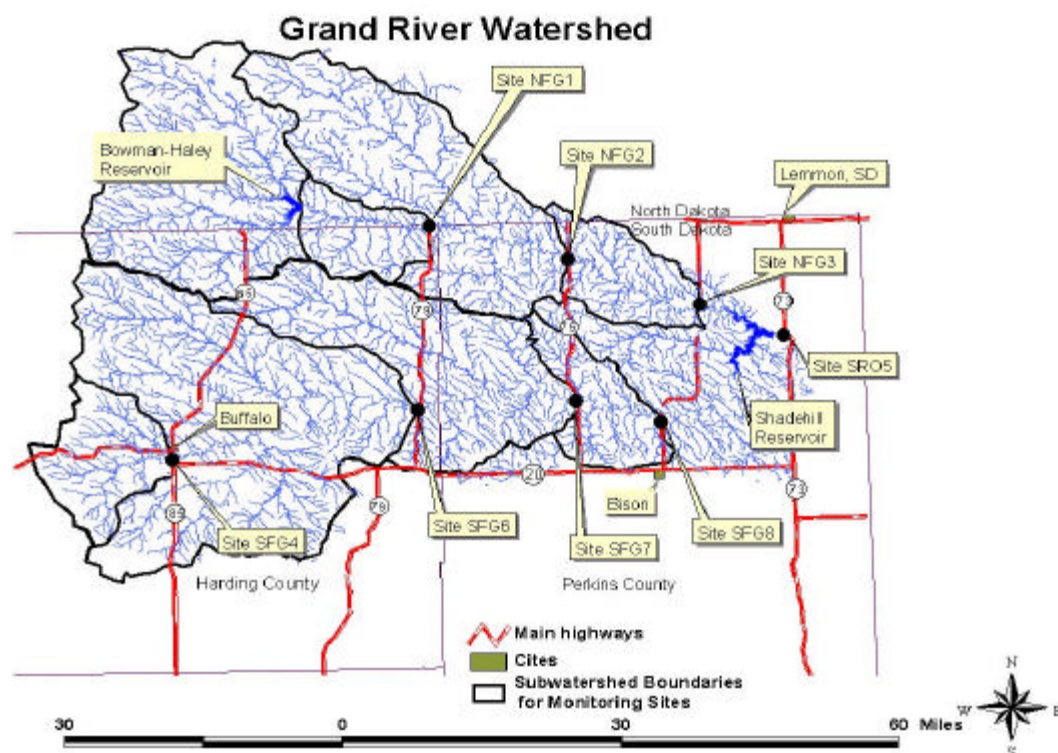 Grand River Watershed
Site NFG1
Bowman-Haley
Reservoir
Site NFG2
Lemmon, SD
North Dakota
South Dakota
Site NFG3
79
73
Site SRO5
Buffalo
Shadehill
Reservoir
20
Bison
73
79
85
Site SFG4
Site SFG6
Site SFG7
Site SFG8
Harding County
Perkins County
Main highways
Cites
Subwatershed Boundaries
for Monitoring Sites
N
W
E
S
30
0
30
60
Miles